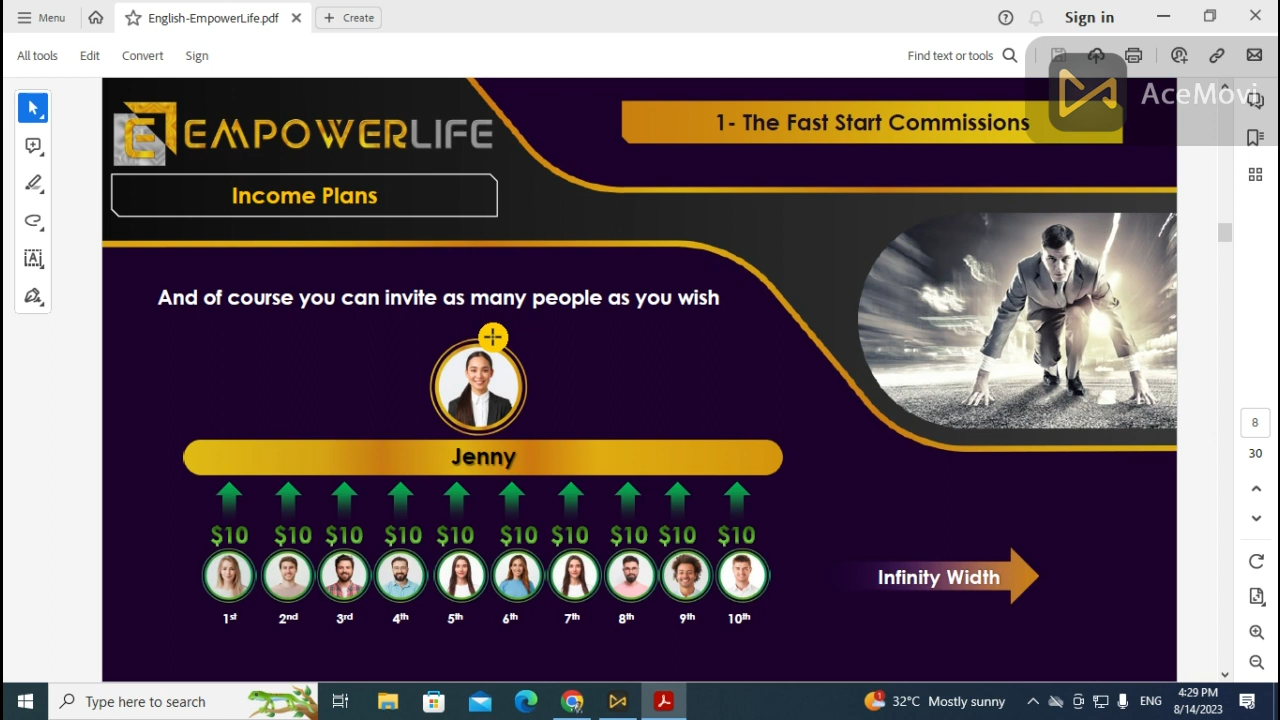 Menu
English-EmpowerLife.pdf
Create
Sign in
All tools Edit Convert Sign
Find text or tools
AceMovi
EMPOWERLIFE
1- The Fast Start Commissions
Income Plans
And of course you can invite as many people as you wish
Jenny
$10 $10 $10 $10 $10 $10 $10 $10 $10 $10
1st 2nd 3rd 4th 5th 6th 7th 8th 9th 10th
Infinity Width
8
30
Type here to search
1
32°C Mostly sunny
ENG
4:29 PM
8/14/2023